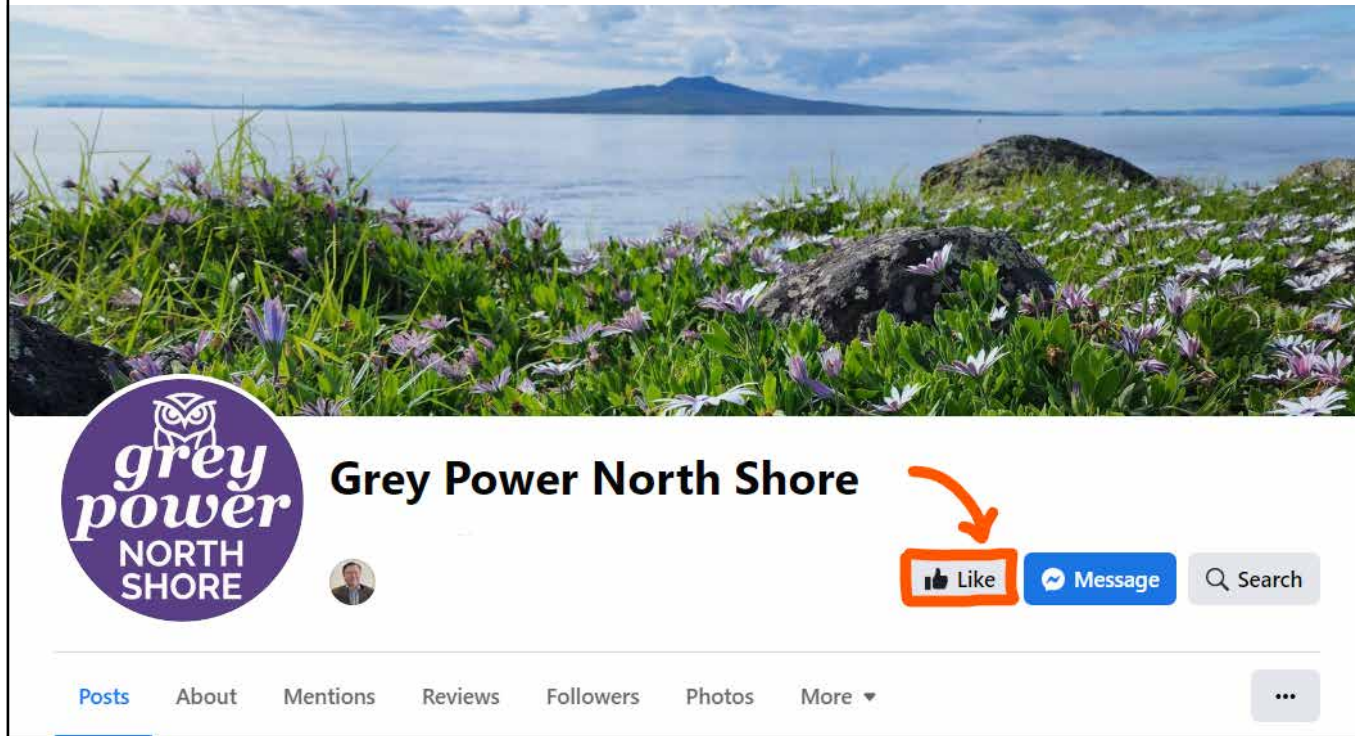 grey
power
NORTH
SHORE
Grey Power North Shore
Like
Message
Search
Posts
About
Mentions
Reviews
Followers
Photos
More